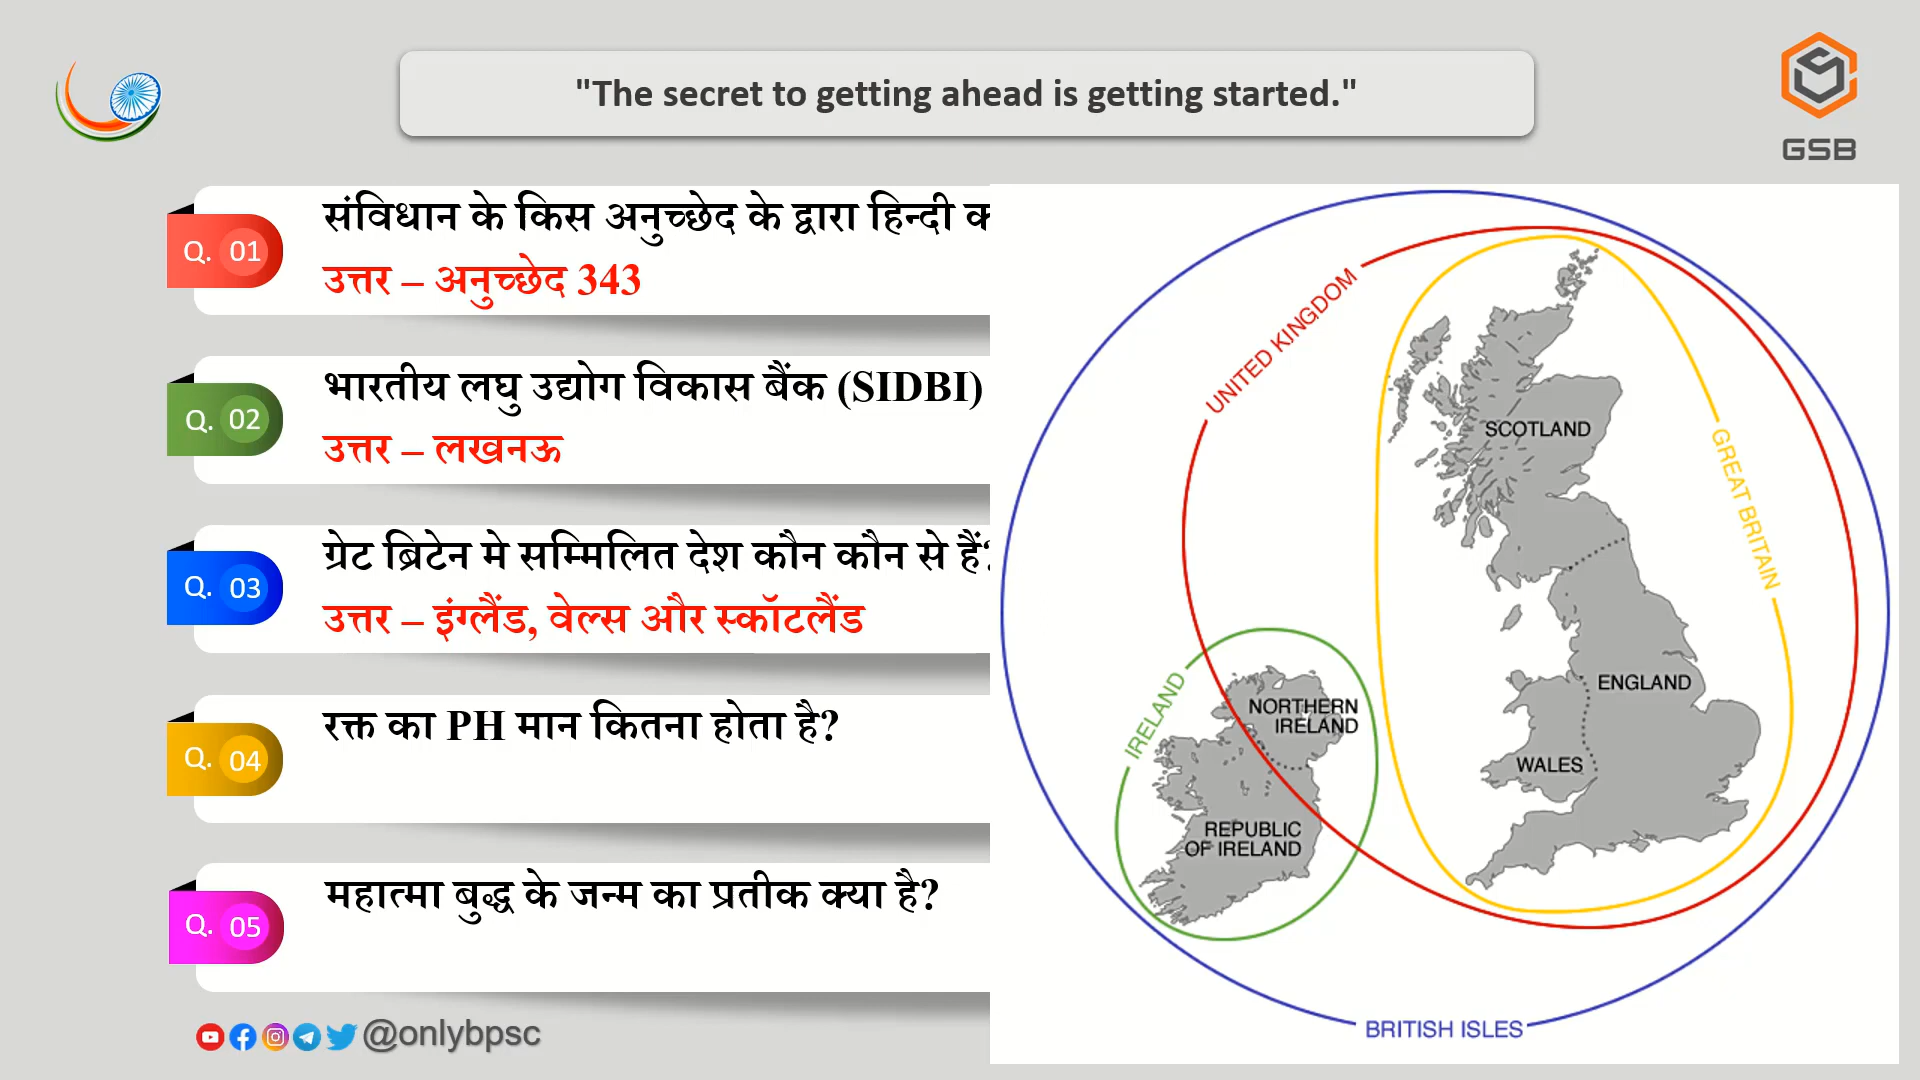 "The secret to getting ahead is getting started."
GSB
Q. 01
संविधान के किस अनुच्छेद के द्वारा हिन्दी
उत्तर – अनुच्छेद 343
Q. 02
भारतीय लघु उद्योग विकास बैंक (SIDBI)
उत्तर – लखनऊ
Q. 03
ग्रेट ब्रिटेन मे सम्मिलित देश कौन कौन से हैं?
उत्तर – इंग्लैंड, वेल्स और स्कॉटलैंड
Q. 04
रक्त का PH मान कितना होता है?
Q. 05
महात्मा बुद्ध के जन्म का प्रतीक क्या है?
@onlybpsc
UNITED KINGDOM
SCOTLAND
GREAT BRITAIN
IRELAND
NORTHERN
IRELAND
ENGLAND
WALES
REPUBLIC
OF IRELAND
BRITISH ISLES